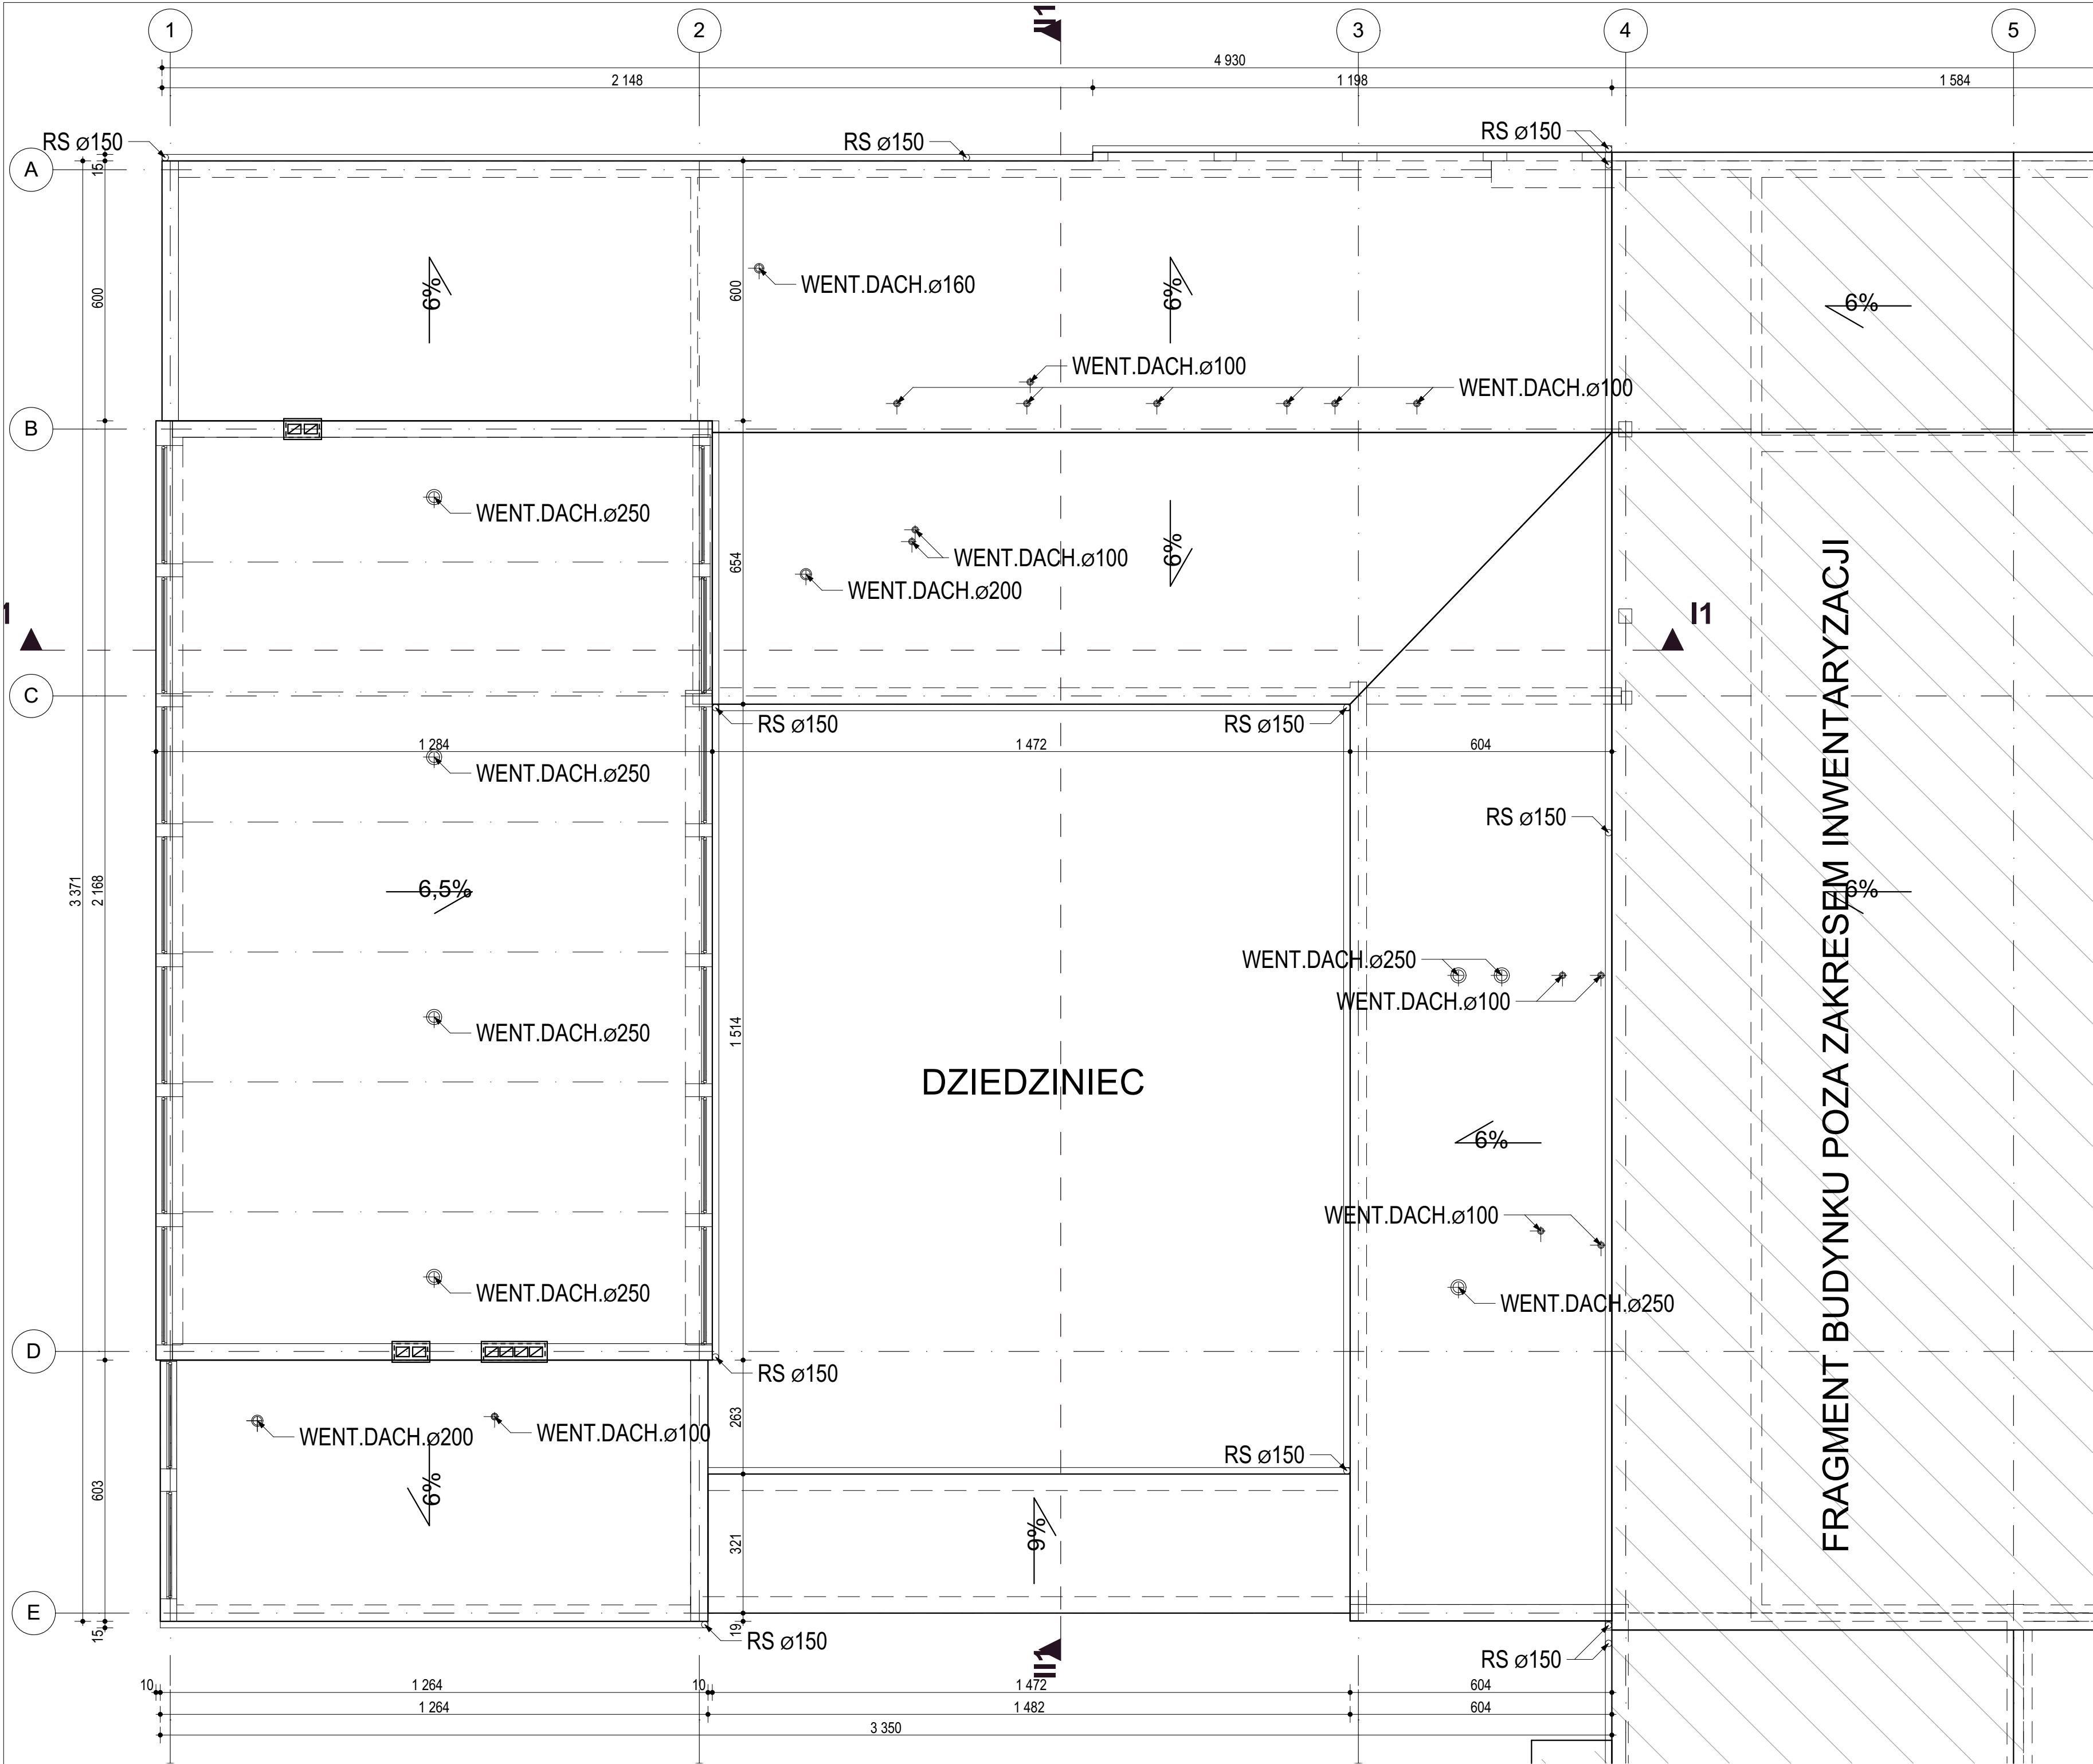 1
2
II1
3
4
5
4 930
2 148
1 198
1 584
RS ø150
RS ø150
RS ø150
A
15
600
600
6%
6%
6%
WENT.DACH.ø160
WENT.DACH.ø100
WENT.DACH.ø100
B
WENT.DACH.ø250
654
WENT.DACH.ø100
6%
WENT.DACH.ø200
I1
C
RS ø150
RS ø150
1 284
1 472
604
WENT.DACH.ø250
RS ø150
3 371
2 168
6,5%
6%
FRAGMENT BUDYNKU POZA ZAKRESEM INWENTARYZACJI
WENT.DACH.ø250
WENT.DACH.ø100
WENT.DACH.ø250
1 514
DZIEDZINIEC
6%
WENT.DACH.ø100
WENT.DACH.ø250
WENT.DACH.ø250
D
RS ø150
WENT.DACH.ø200
WENT.DACH.ø100
263
RS ø150
603
6%
321
9%
E
15
19
RS ø150
II1
RS ø150
10
1 264
10
1 472
604
1 264
1 482
604
3 350